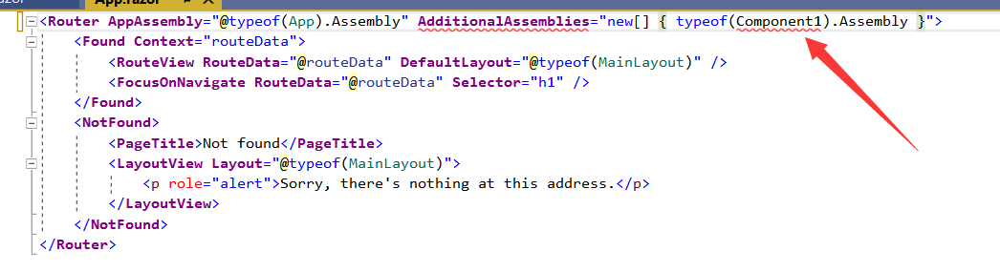 App.razor
<Router AppAssembly="@typeof(App).Assembly" AdditionalAssemblies="new[] { typeof(Component1).Assembly }">
<Found Context="routeData">
<RouteView RouteData="@routeData" DefaultLayout="@typeof(MainLayout)" />
<FocusOnNavigate RouteData="@routeData" Selector="h1" />
</Found>
<NotFound>
<PageTitle>Not found</PageTitle>
<LayoutView Layout="@typeof(MainLayout)">
<p role="alert">Sorry, there's nothing at this address.</p>
</LayoutView>
</NotFound>
</Router>